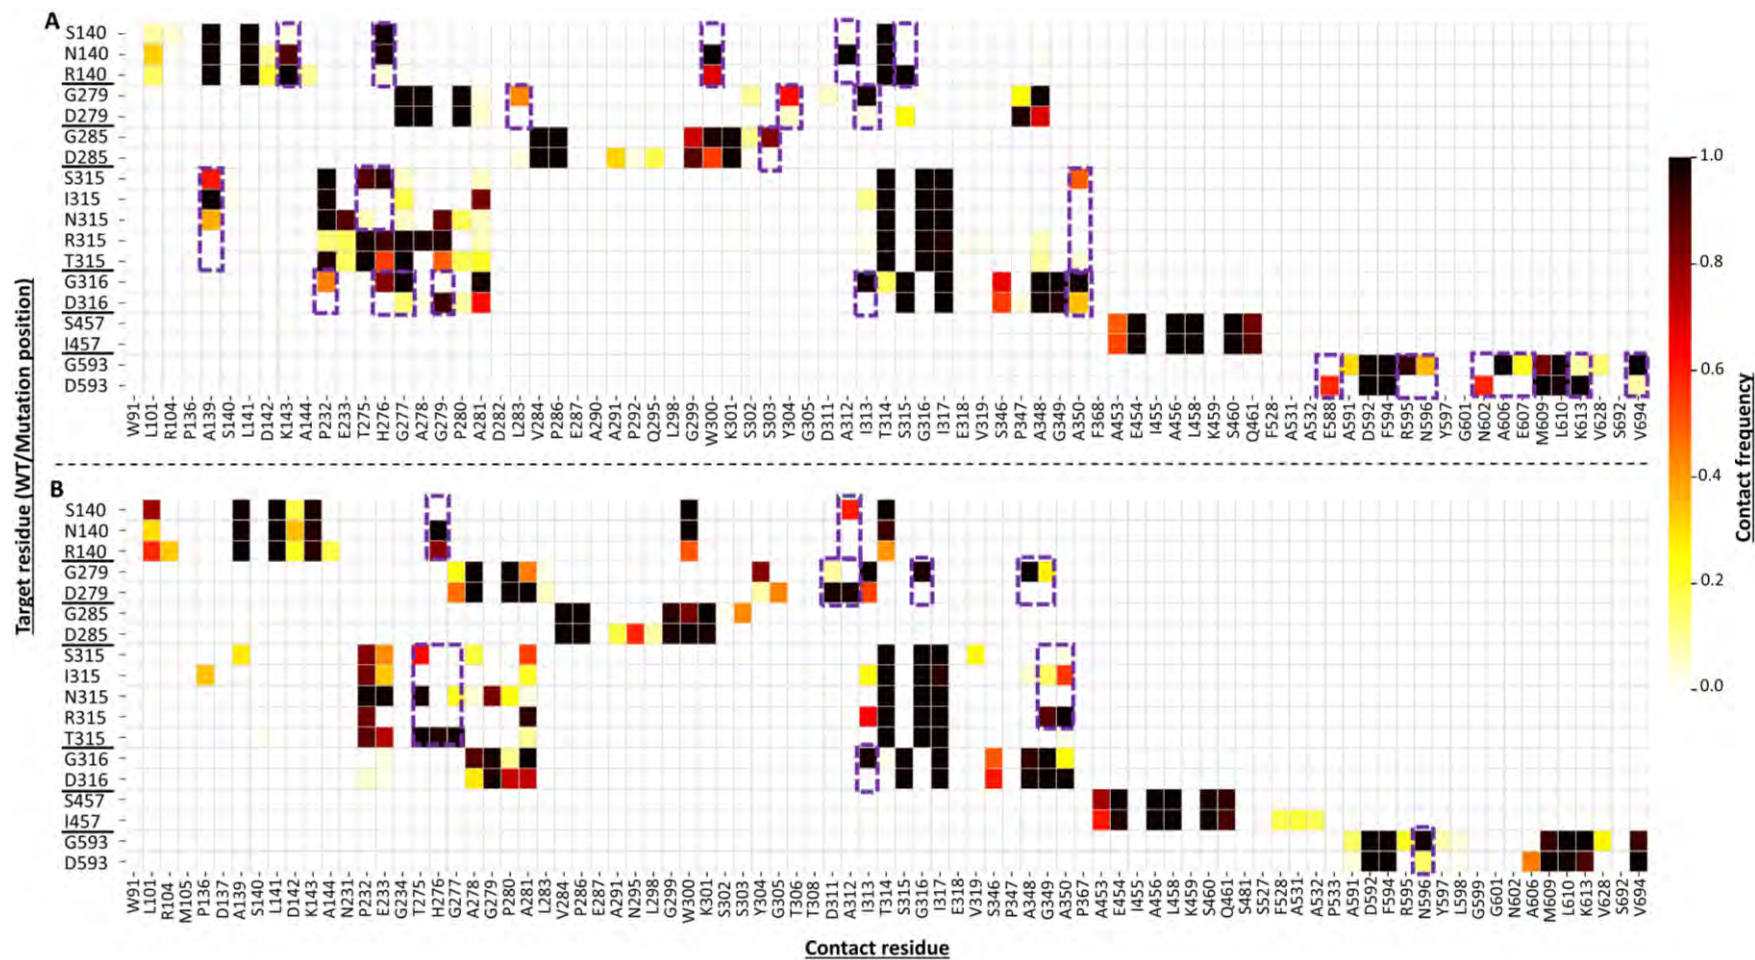 A
S140
N140
R140
G279
D279
G285
D285
S315
I315
N315
R315
T315
G316
D316
S457
I457
G593
D593
W91 L101 R104 P136 A139 S140 L141 D142 K143 A144 P232 E233 T275 H276 G277 A278 G279 P280 A281 D282 L283 V284 P286 E287 A290 A291 P292 Q295 L298 G299 W300 K301 S302 S303 Y304 G309 D311 A312 I313 T314 S315 G316 I317 E318 V319 S346 P347 A348 G349 A350 F368 A453 E454 I455 A456 L458 K459 S460 Q461 F528 A531 A532 E588 A591 D592 F594 R595 N596 Y597 G601 N602 A606 E607 M609 L610 K613 V628 S692 V694
B
S140
N140
R140
G279
D279
G285
D285
S315
I315
N315
R315
T315
G316
D316
S457
I457
G593
D593
W91 L101 R104 M105 P136 D137 A139 S140 L141 D142 K143 A144 N231 P232 E233 G234 T275 H276 G277 A278 G279 P280 A281 L283 V284 P286 E287 A291 N295 L298 G299 W300 K301 S302 S303 Y304 G305 T306 T308 D311 A312 I313 T314 S315 G316 I317 E318 V319 S346 P347 A348 G349 A350 P367 A453 E454 I455 A456 L458 K459 S460 Q461 S481 S527 F528 A531 A532 P533 A591 D592 F594 R595 N596 Y597 L598 G599 G601 N602 A606 M609 L610 K613 V628 S692 V694
Contact residue
Target residue (WT/Mutation position)
1.0
0.8
0.6
0.4
0.2
0.0
Contact frequency